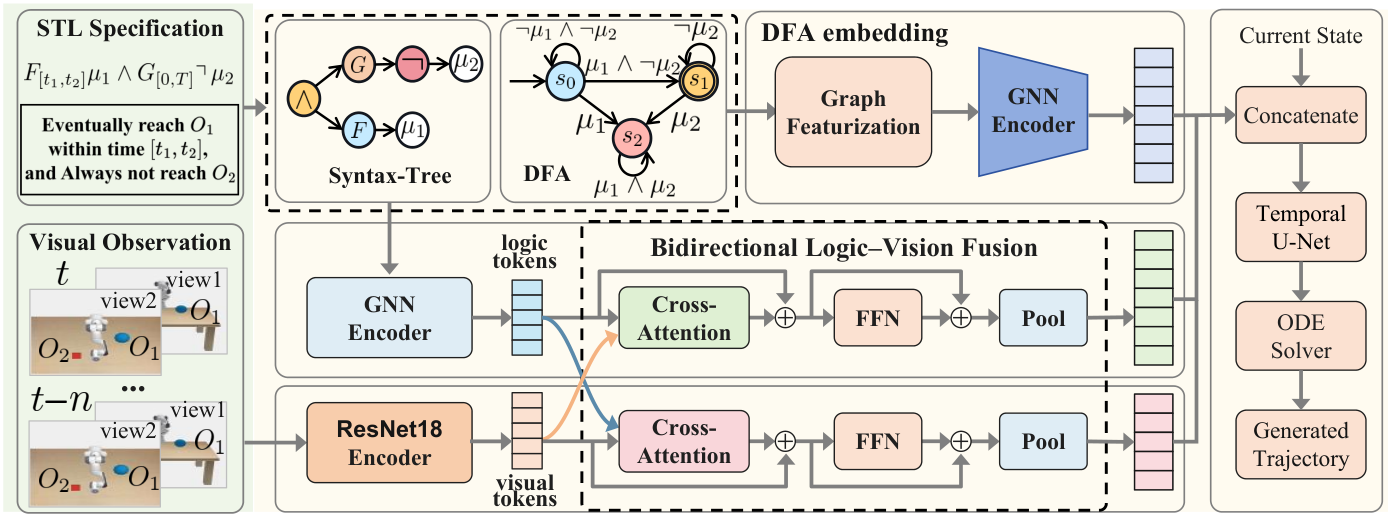 STL Specification
F[t₁,t₂]μ₁ ∧ G[0,T]¬μ₂
Eventually reach O₁
within time [t₁, t₂],
and Always not reach O₂
Visual Observation
t
view1
view2
O₁
O₂
O₁
t−n
...
view1
view2
O₁
O₂
O₁
∧
G
¬
μ₂
F
μ₁
Syntax-Tree
¬μ₁ ∧ ¬μ₂
¬μ₂
μ₁ ∧ ¬μ₂
s₀
s₁
μ₁
μ₂
s₂
DFA
μ₁ ∧ μ₂
DFA embedding
Graph
Featurization
GNN
Encoder
GNN
Encoder
logic
tokens
Bidirectional Logic–Vision Fusion
Cross-
Attention
FFN
Pool
ResNet18
Encoder
visual
tokens
Cross-
Attention
FFN
Pool
Current State
Concatenate
Temporal
U-Net
ODE
Solver
Generated
Trajectory